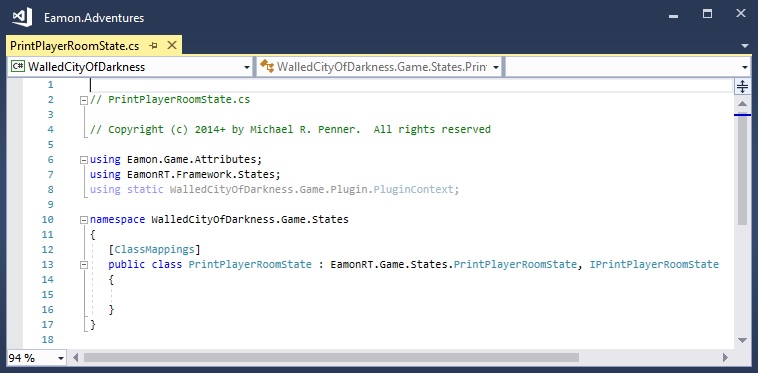 Eamon.Adventures
PrintPlayerRoomState.cs
C# WalledCityOfDarkness
WalledCityOfDarkness.Game.States.Prin
1
2 // PrintPlayerRoomState.cs
3
4 // Copyright (c) 2014+ by Michael R. Penner.  All rights reserved
5
6 using Eamon.Game.Attributes;
7 using EamonRT.Framework.States;
8 using static WalledCityOfDarkness.Game.Plugin.PluginContext;
9
10 namespace WalledCityOfDarkness.Game.States
11 {
12     [ClassMappings]
13     public class PrintPlayerRoomState : EamonRT.Game.States.PrintPlayerRoomState, IPrintPlayerRoomState
14     {
15
16     }
17 }
18
94 %